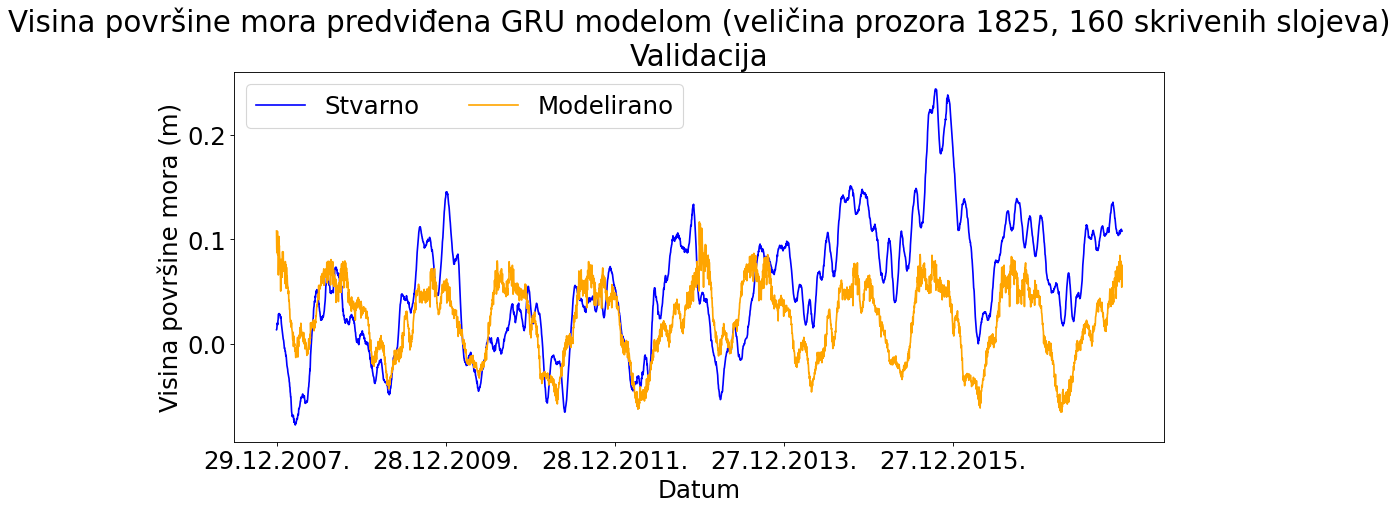 Visina površine mora predviđena GRU modelom (veličina prozora 1825, 160 skrivenih slojeva)
Validacija
Stvarno
Modelirano
Visina površine mora (m)
0.2
0.1
0.0
29.12.2007.
28.12.2009.
28.12.2011.
27.12.2013.
27.12.2015.
Datum